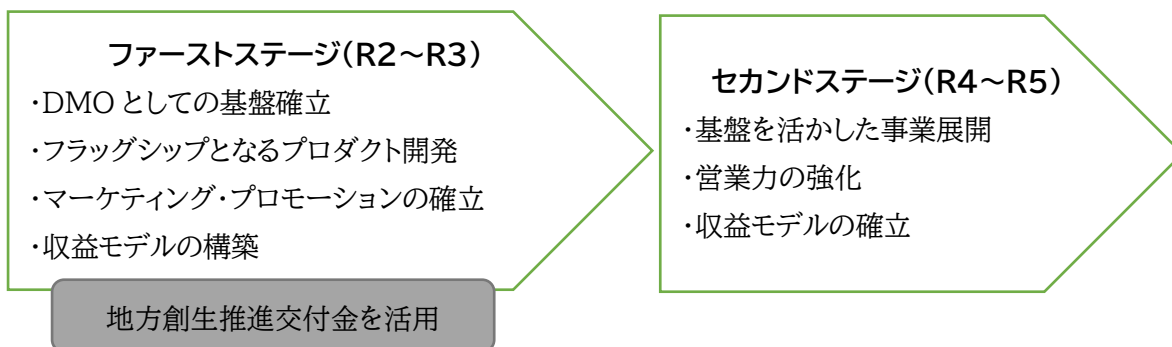 ファーストステージ(R2～R3)
・DMO としての基盤確立
・フラッグシップとなるプロダクト開発
・マーケティング・プロモーションの確立
・収益モデルの構築
地方創生推進交付金を活用
セカンドステージ(R4～R5)
・基盤を活かした事業展開
・営業力の強化
・収益モデルの確立